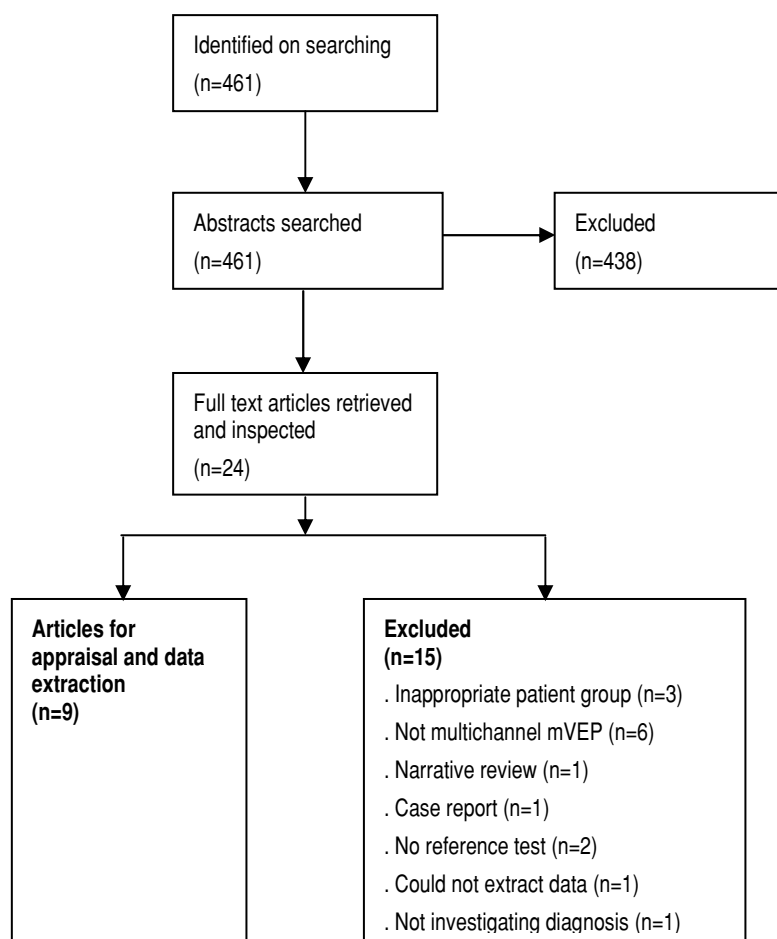 Identified on searching
(n=461)
Abstracts searched
(n=461)
Excluded
(n=438)
Full text articles retrieved
and inspected
(n=24)
Articles for
appraisal and data
extraction
(n=9)
Excluded
(n=15)
. Inappropriate patient group (n=3)
. Not multichannel mVEP (n=6)
. Narrative review (n=1)
. Case report (n=1)
. No reference test (n=2)
. Could not extract data (n=1)
. Not investigating diagnosis (n=1)